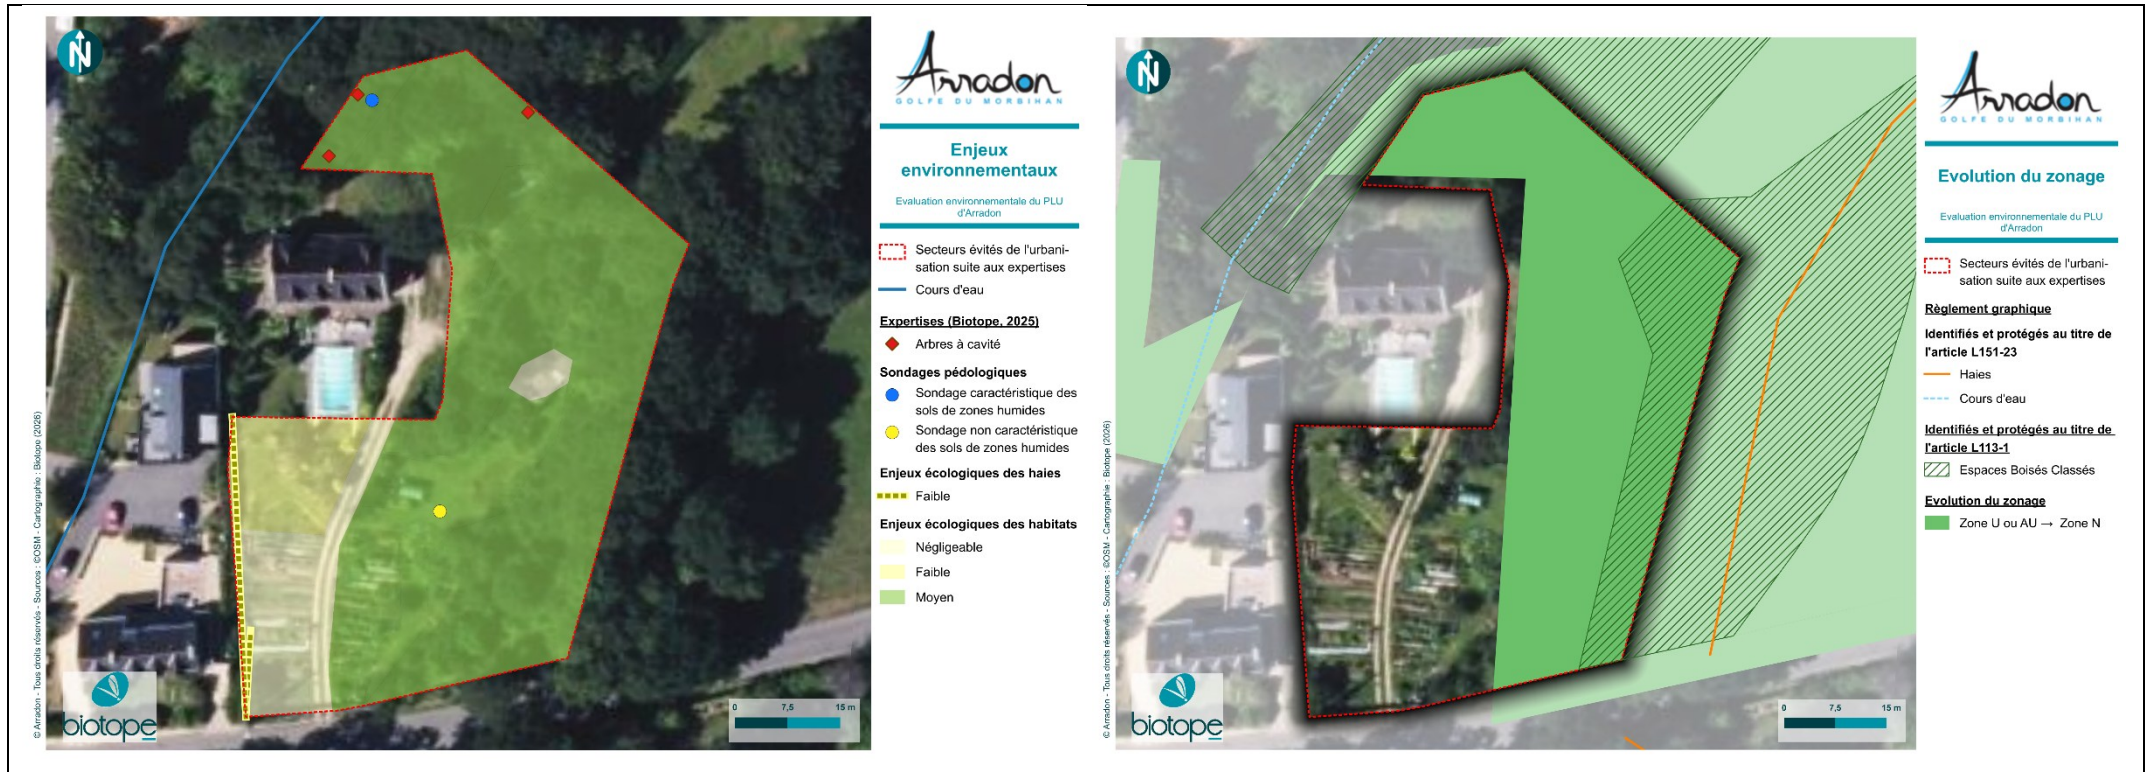 N
Arradon
GOLFE DU MORBIHAN
Enjeux
environnementaux
Evaluation environnementale du PLU
d'Arradon
Secteurs évités de l'urbani-
sation suite aux expertises
Cours d'eau
Expertises (Biotope, 2025)
Arbres à cavité
Sondages pédologiques
Sondage caractéristique des
sols de zones humides
Sondage non caractéristique
des sols de zones humides
Enjeux écologiques des haies
Faible
Enjeux écologiques des habitats
Négligeable
Faible
Moyen
© Arradon - Tous droits réservés - Sources : ©OSM - Cartographie : Biotope (2026)
biotope
0 7,5 15 m
N
Arradon
GOLFE DU MORBIHAN
Evolution du zonage
Evaluation environnementale du PLU
d'Arradon
Secteurs évités de l'urbani-
sation suite aux expertises
Règlement graphique
Identifiés et protégés au titre de
l'article L151-23
Haies
Cours d'eau
Identifiés et protégés au titre de
l'article L113-1
Espaces Boisés Classés
Evolution du zonage
Zone U ou AU → Zone N
© Arradon - Tous droits réservés - Sources : ©OSM - Cartographie : Biotope (2026)
biotope
0 7,5 15 m